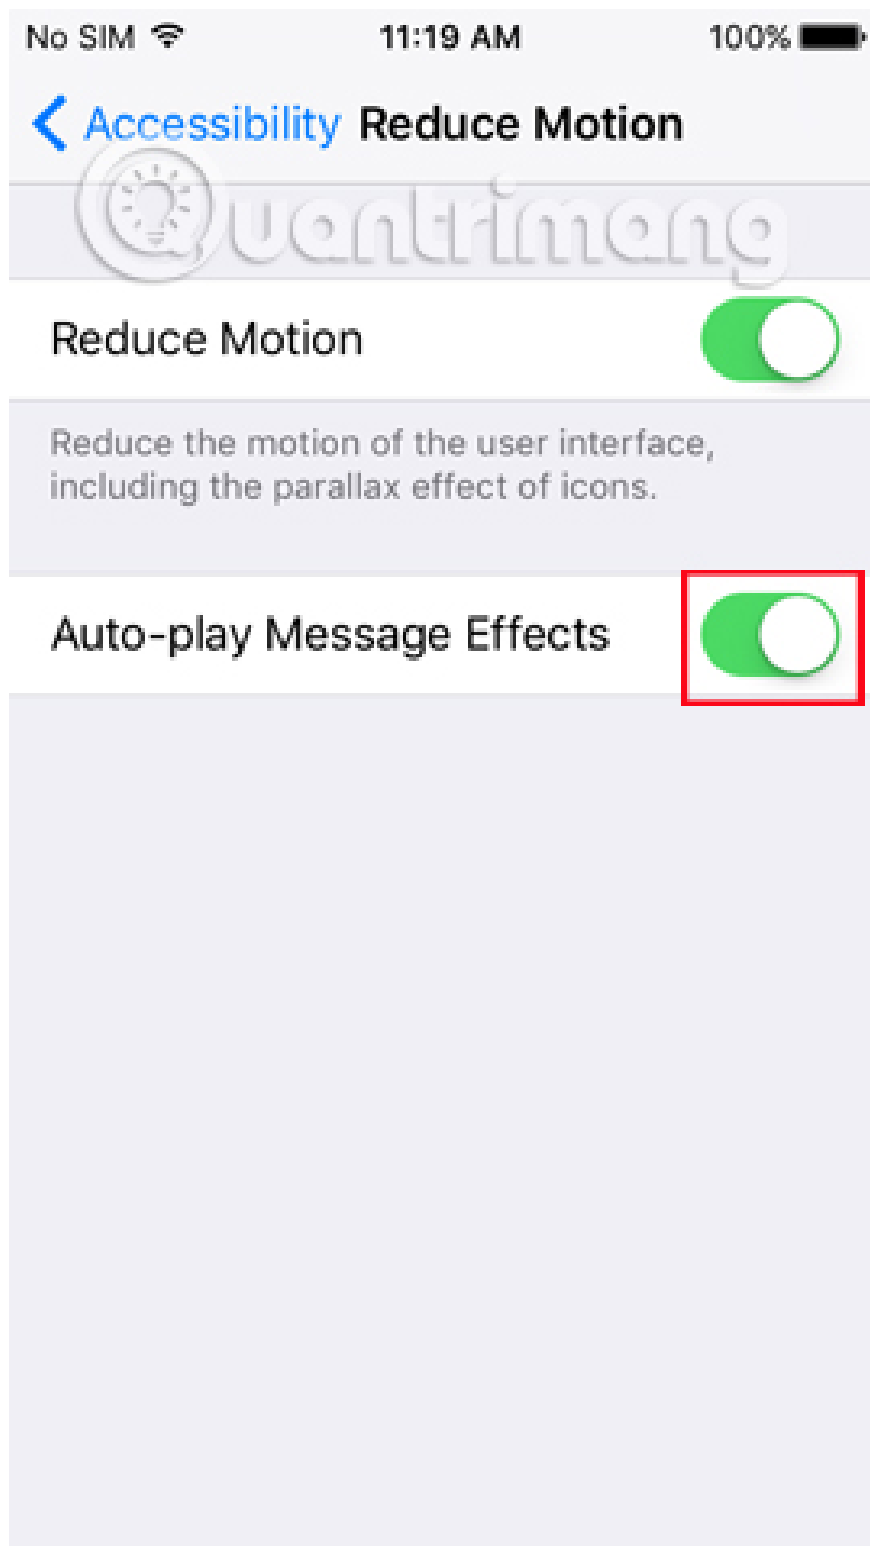 No SIM 11:19 AM 100%
Accessibility Reduce Motion
Quantrimang
Reduce Motion
Reduce the motion of the user interface,
including the parallax effect of icons.
Auto-play Message Effects